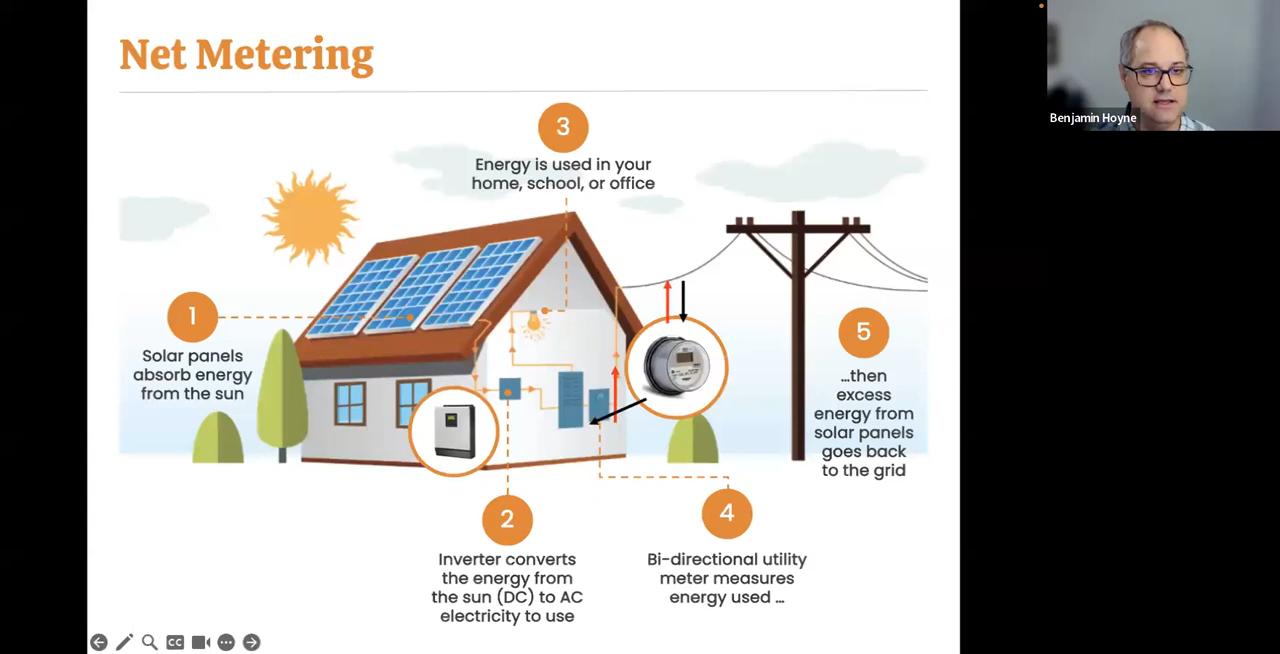 Net Metering
Benjamin Hoyne
3
Energy is used in your
home, school, or office
1
Solar panels
absorb energy
from the sun
5
...then
excess
energy from
solar panels
goes back
to the grid
2
Inverter converts
the energy from
the sun (DC) to AC
electricity to use
4
Bi-directional utility
meter measures
energy used ...
CC